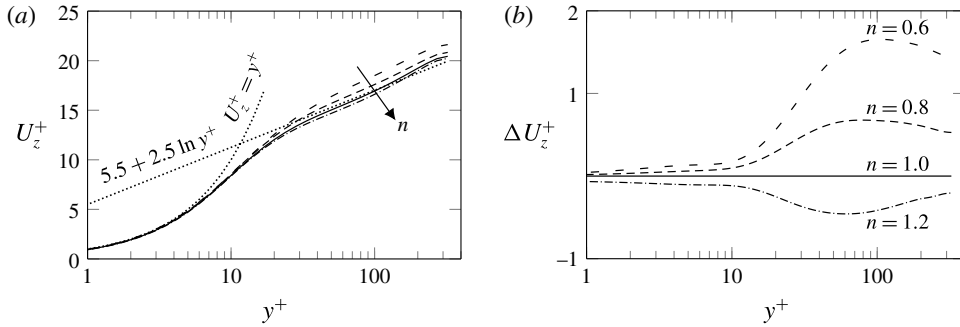 (a)
25
20
15
10
5
0
U_z^+
5.5 + 2.5 ln y^+
U_z^+ = y^+
n
1
10
100
y^+
(b)
2
1
−1
ΔU_z^+
n = 0.6
n = 0.8
n = 1.0
n = 1.2
1
10
100
y^+